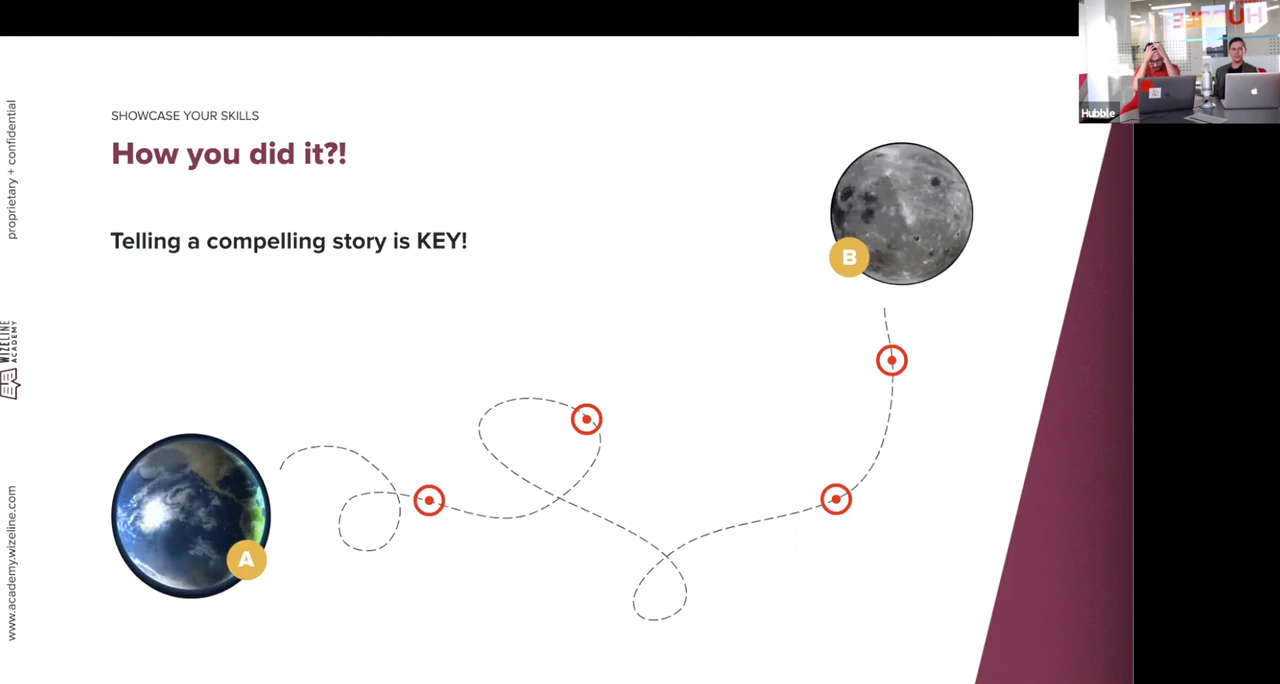 SHOWCASE YOUR SKILLS
How you did it?!
Telling a compelling story is KEY!
A
B
proprietary + confidential
WIZELINE
ACADEMY
www.academy.wizeline.com
Hubble